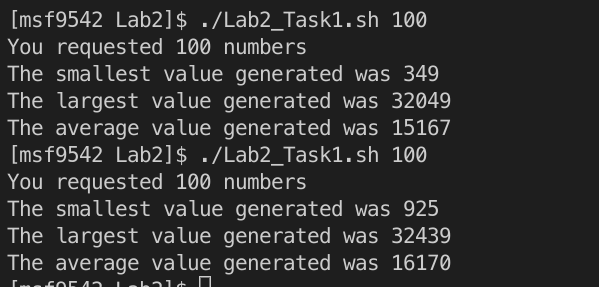 [msf9542 Lab2]$ ./Lab2_Task1.sh 100
You requested 100 numbers
The smallest value generated was 349
The largest value generated was 32049
The average value generated was 15167
[msf9542 Lab2]$ ./Lab2_Task1.sh 100
You requested 100 numbers
The smallest value generated was 925
The largest value generated was 32439
The average value generated was 16170
[msf9542 Lab2]$